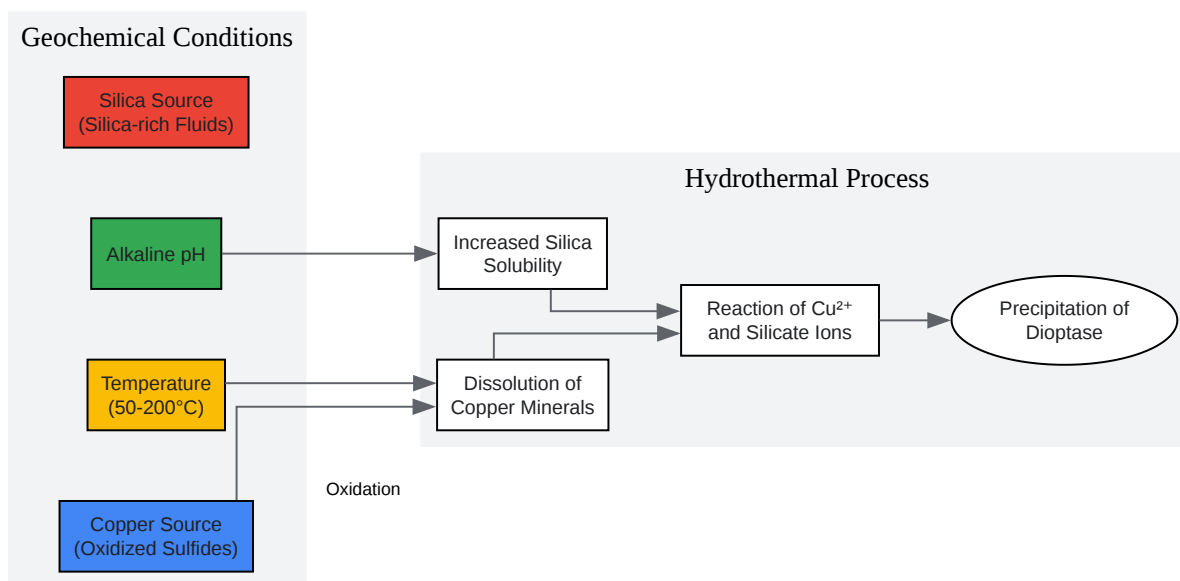 Geochemical Conditions
Silica Source
(Silica-rich Fluids)
Alkaline pH
Temperature
(50-200°C)
Copper Source
(Oxidized Sulfides)
Oxidation
Hydrothermal Process
Increased Silica
Solubility
Dissolution of
Copper Minerals
Reaction of Cu²⁺
and Silicate Ions
Precipitation of
Dioptase